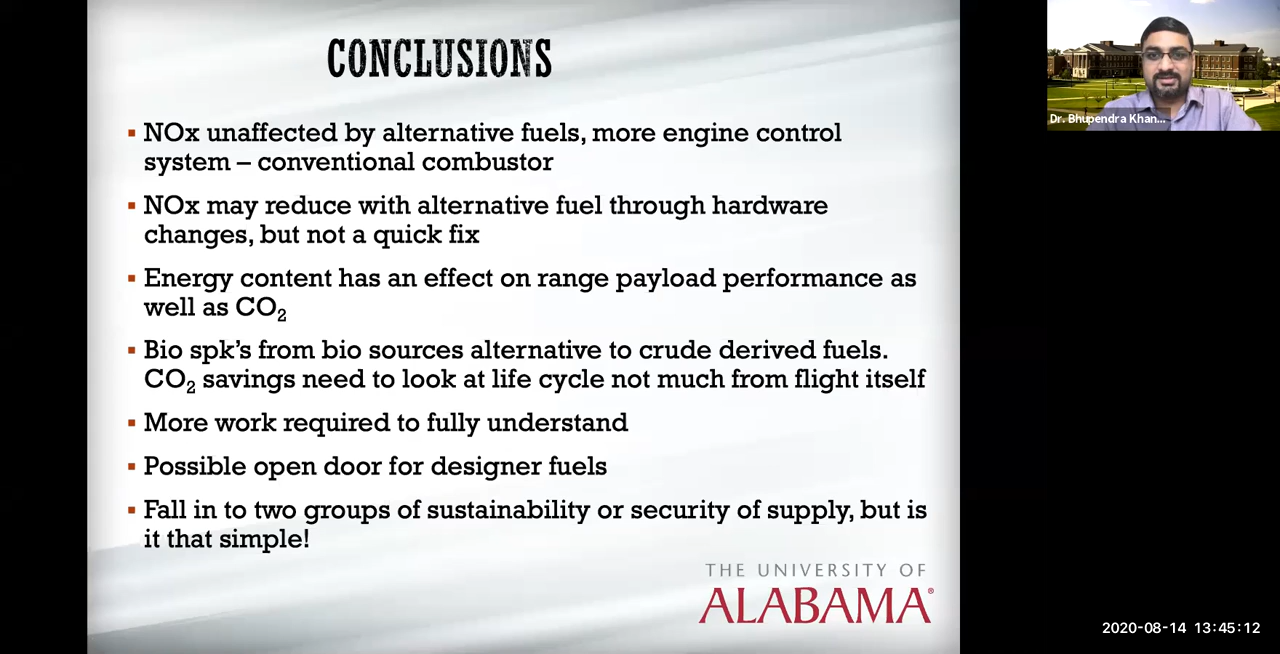 CONCLUSIONS
▪ NOx unaffected by alternative fuels, more engine control
system – conventional combustor
▪ NOx may reduce with alternative fuel through hardware
changes, but not a quick fix
▪ Energy content has an effect on range payload performance as
well as CO₂
▪ Bio spk's from bio sources alternative to crude derived fuels.
CO₂ savings need to look at life cycle not much from flight itself
▪ More work required to fully understand
▪ Possible open door for designer fuels
▪ Fall in to two groups of sustainability or security of supply, but is
it that simple!
THE UNIVERSITY OF
ALABAMA®
Dr. Bhupendra Khan...
2020-08-14 13:45:12